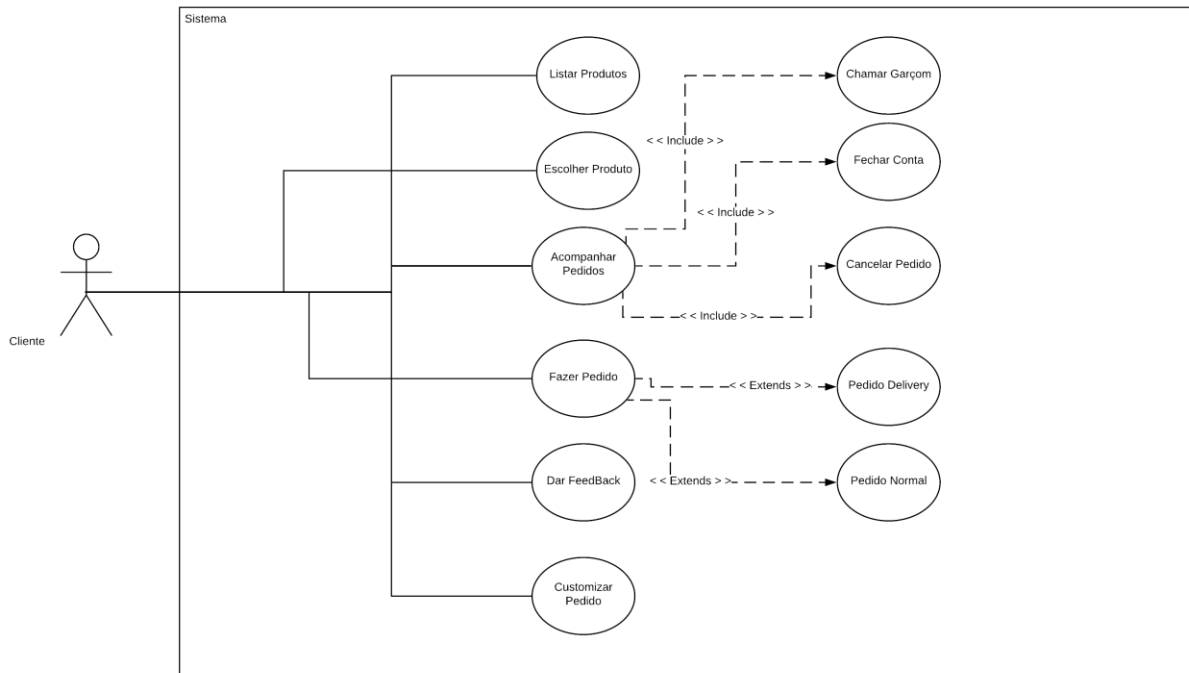 Sistema
Listar Produtos
Chamar Garçom
< < Include > >
Escolher Produto
Fechar Conta
< < Include > >
Acompanhar
Pedidos
Cancelar Pedido
< < Include > >
Cliente
Fazer Pedido
< < Extends > >
Pedido Delivery
Dar FeedBack
< < Extends > >
Pedido Normal
Customizar
Pedido